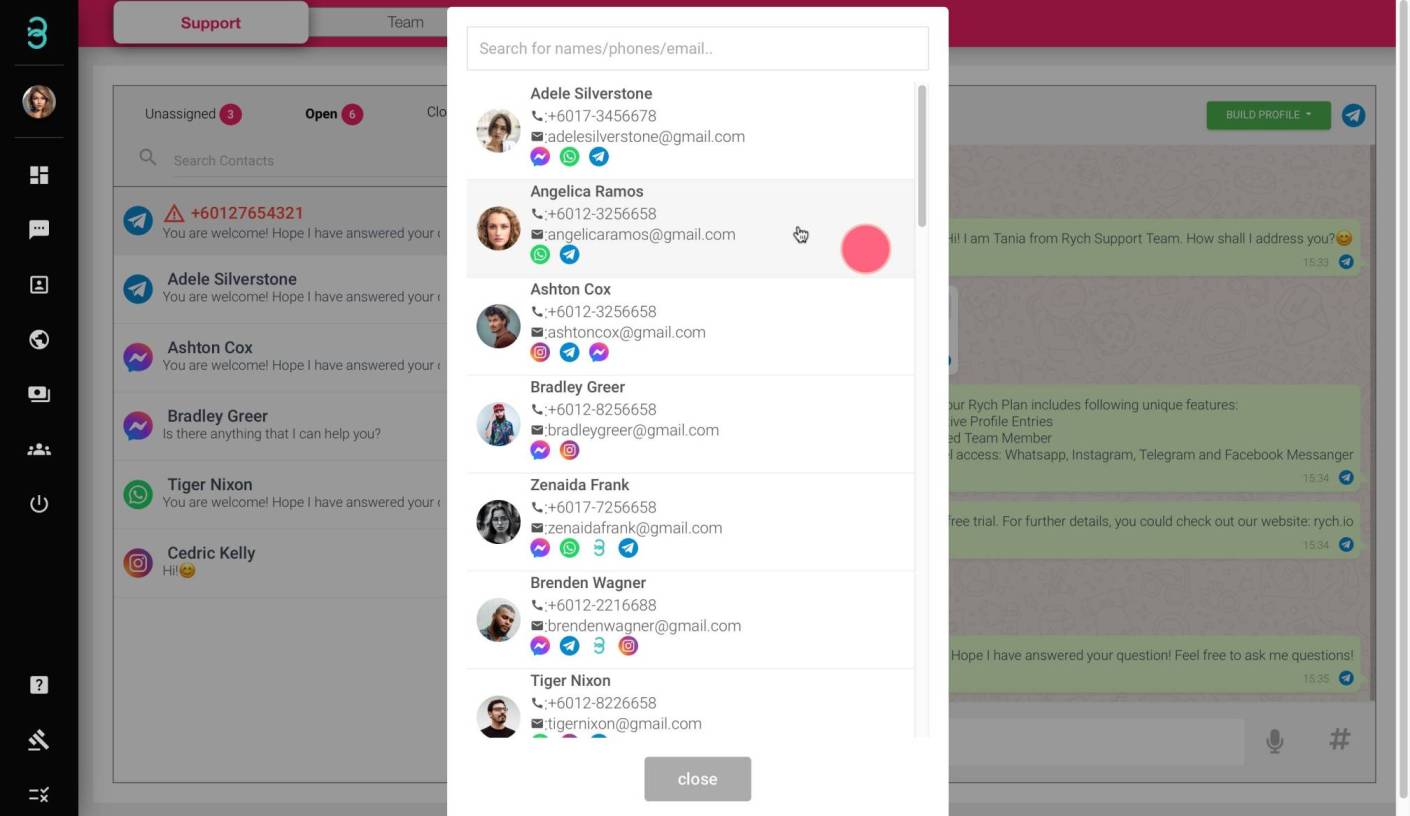 Support
Team
Unassigned 3
Open 6
Clo
Search Contacts
+60127654321
You are welcome! Hope I have answered your
Adele Silverstone
You are welcome! Hope I have answered your
Ashton Cox
You are welcome! Hope I have answered your
Bradley Greer
Is there anything that I can help you?
Tiger Nixon
You are welcome! Hope I have answered your
Cedric Kelly
Hi!😊
Search for names/phones/email..
Adele Silverstone
:+6017-3456678
:adelesilverstone@gmail.com
Angelica Ramos
:+6012-3256658
:angelicaramos@gmail.com
Ashton Cox
:+6012-3256658
:ashtoncox@gmail.com
Bradley Greer
:+6012-8256658
:bradleygreer@gmail.com
Zenaida Frank
:+6017-7256658
:zenaidafrank@gmail.com
Brenden Wagner
:+6012-2216688
:brendenwagner@gmail.com
Tiger Nixon
:+6012-8226658
:tigernixon@gmail.com
close
BUILD PROFILE
! I am Tania from Rych Support Team. How shall I address you?😊
15:33
ur Rych Plan includes following unique features:
ive Profile Entries
ed Team Member
access: Whatsapp, Instagram, Telegram and Facebook Messanger
15:34
free trial. For further details, you could check out our website: rych.io
15:34
Hope I have answered your question! Feel free to ask me questions!
15:35
#